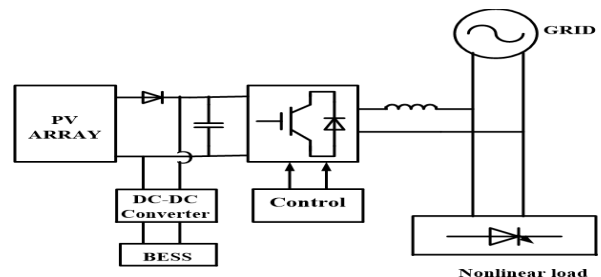 GRID
PV
ARRAY
DC-DC
Converter
Control
BESS
Nonlinear load